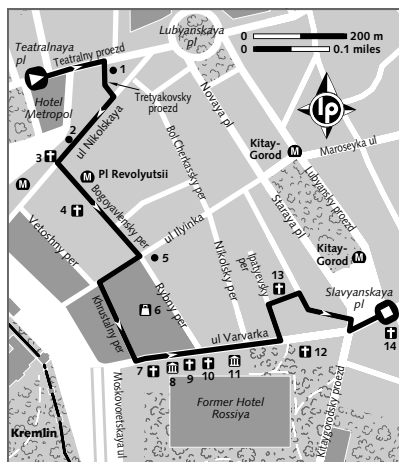 Teatralnaya
pl
Teatralny proezd
Lubyanskaya
pl
0 200 m
0 0.1 miles
lp
1
Hotel
Metropol
Tretyakovsky
proezd
2
ul Nikolskaya
Novaya pl
3
M Pl Revolyutsii
M
Bol Cherkassky per
Kitay-
Gorod M
Maroseyka ul
4
Bogoyavlensky per
Lubyansky proezd
Staraya pl
Vetoshny per
ul Ilyinka
5
Nikolsky per
Ipatyevsky per
Kitay-
Gorod M
13
Slavyanskaya
pl
6
Rybny per
Khrustalny per
ul Varvarka
14
12
7
8
9
10
11
Moskvoretskaya ul
Former Hotel
Rossiya
Kitaygorodsky proezd
Kremlin